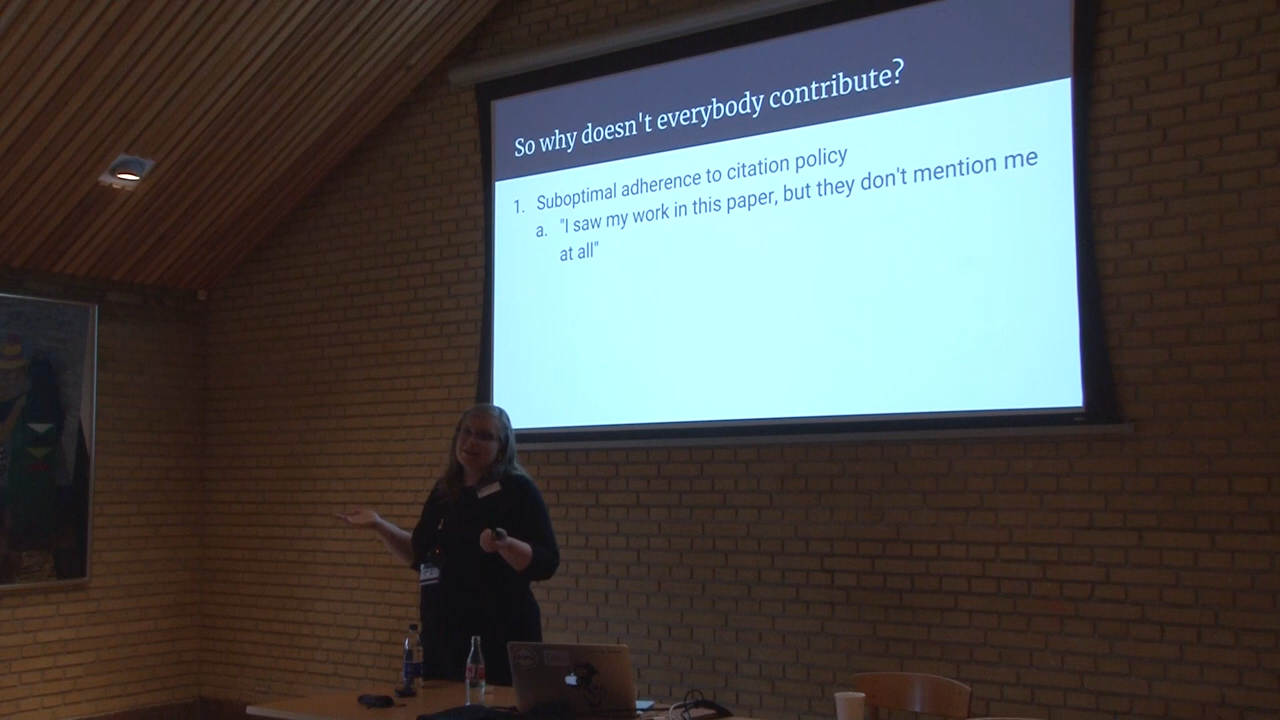 So why doesn't everybody contribute?
1. Suboptimal adherence to citation policy
a. "I saw my work in this paper, but they don't mention me
at all"